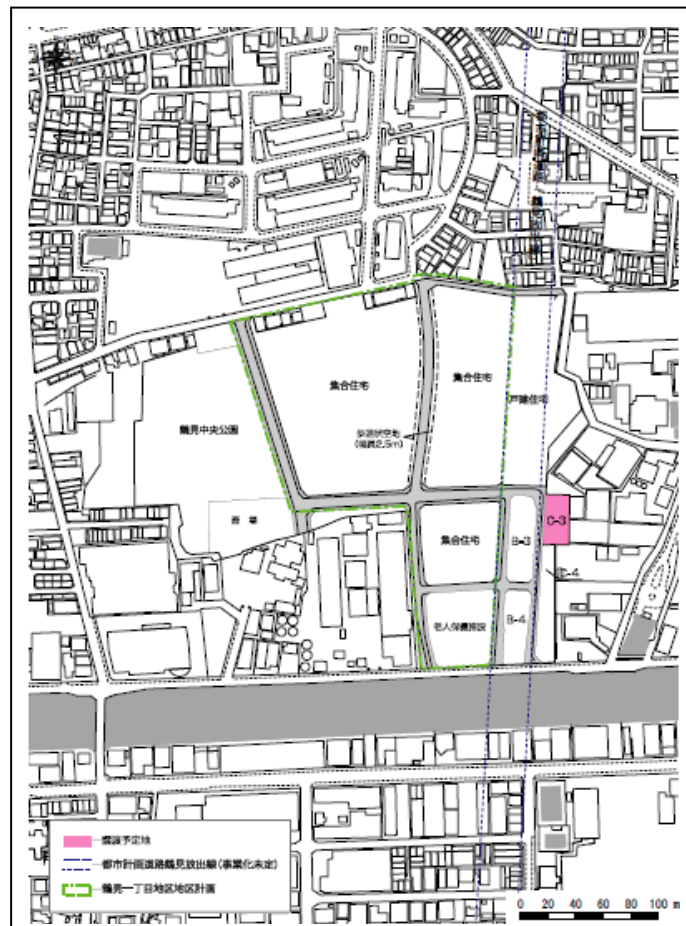 集合住宅
集合住宅
戸建住宅
鶴見中央公園
歩道状空地
(幅員2.5m)
C-3
集合住宅
B-3
C-4
老人保健施設
B-4
建設予定地
都市計画道路鶴見放出線(事業化未定)
鶴見一丁目地区地区計画
0 20 40 60 80 100 m